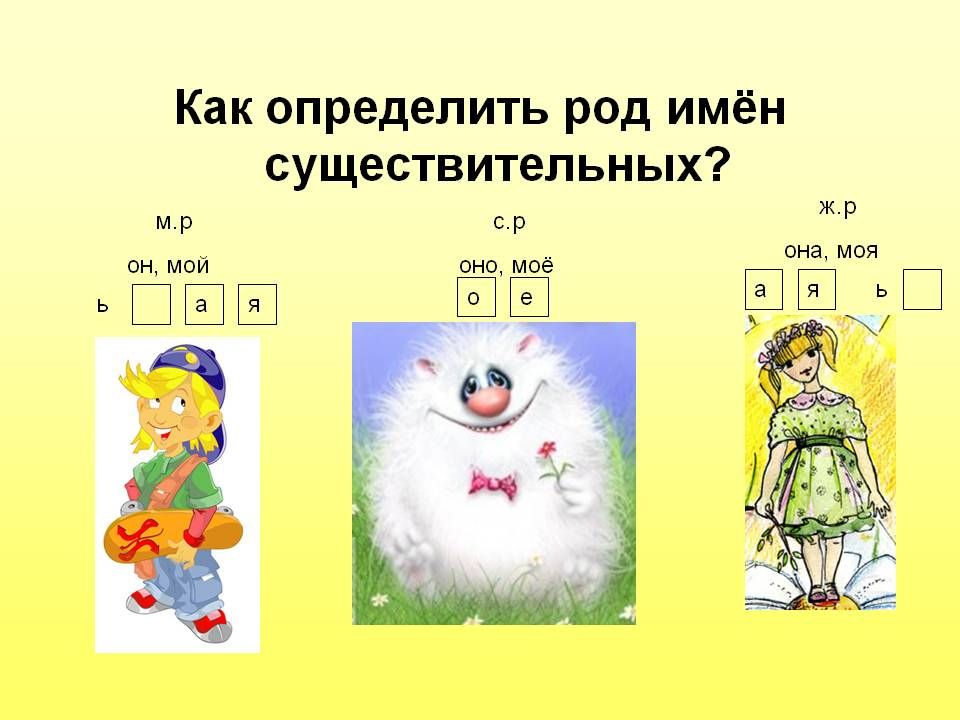 Как определить род имён
существительных?
м.р
он, мой
ь а я
с.р
оно, моё
о е
ж.р
она, моя
а я ь